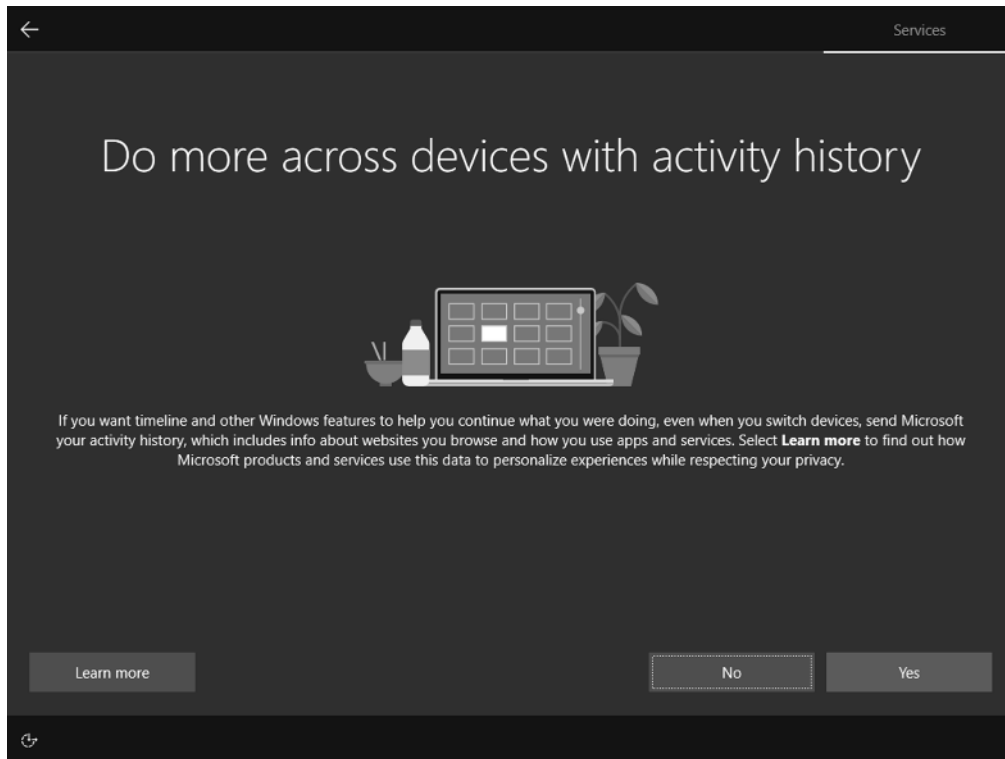 Services
Do more across devices with activity history
If you want timeline and other Windows features to help you continue what you were doing, even when you switch devices, send Microsoft
your activity history, which includes info about websites you browse and how you use apps and services. Select Learn more to find out how
Microsoft products and services use this data to personalize experiences while respecting your privacy.
Learn more
No
Yes